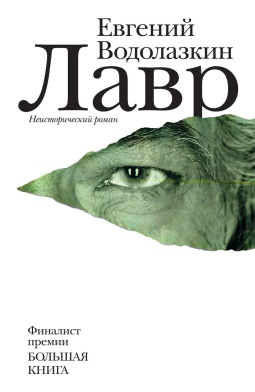 Евгений
Водолазкин
Лавр
Неисторический роман
Финалист
премии
БОЛЬШАЯ
КНИГА